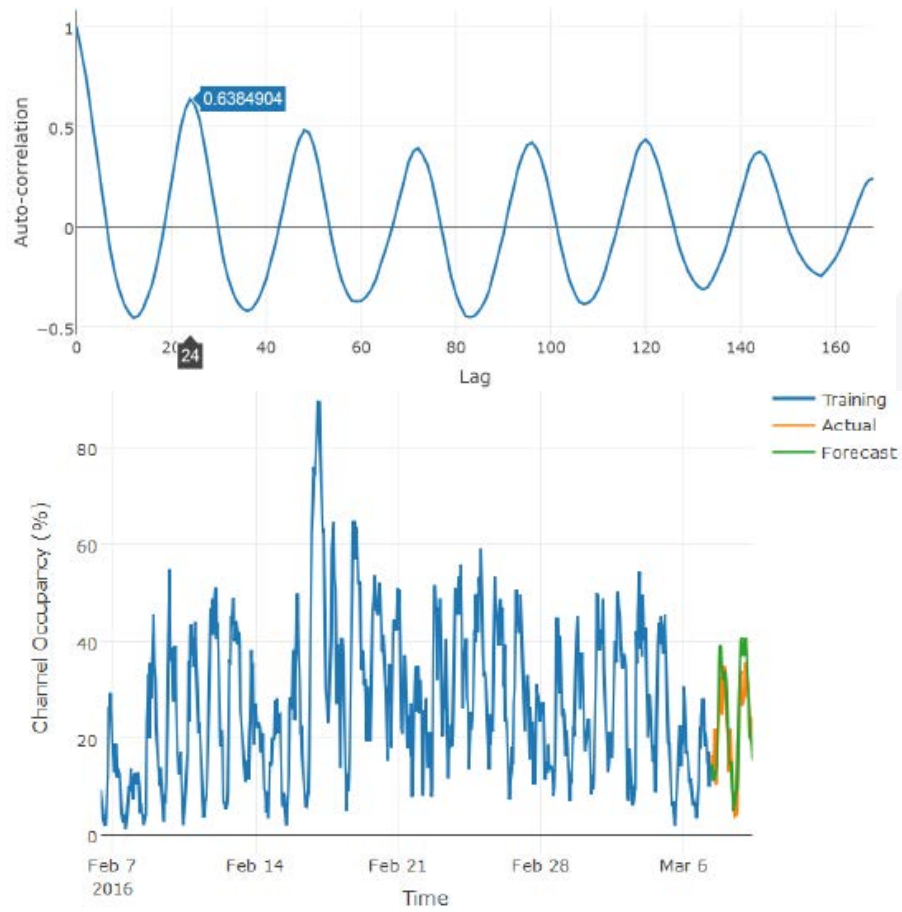 1
0.6384904
0.5
Auto-correlation
0
−0.5
0 20 40 60 80 100 120 140 160
24
Lag
Training
Actual
Forecast
80
60
40
20
0
Channel Occupancy (%)
Feb 7 Feb 14 Feb 21 Feb 28 Mar 6
2016
Time